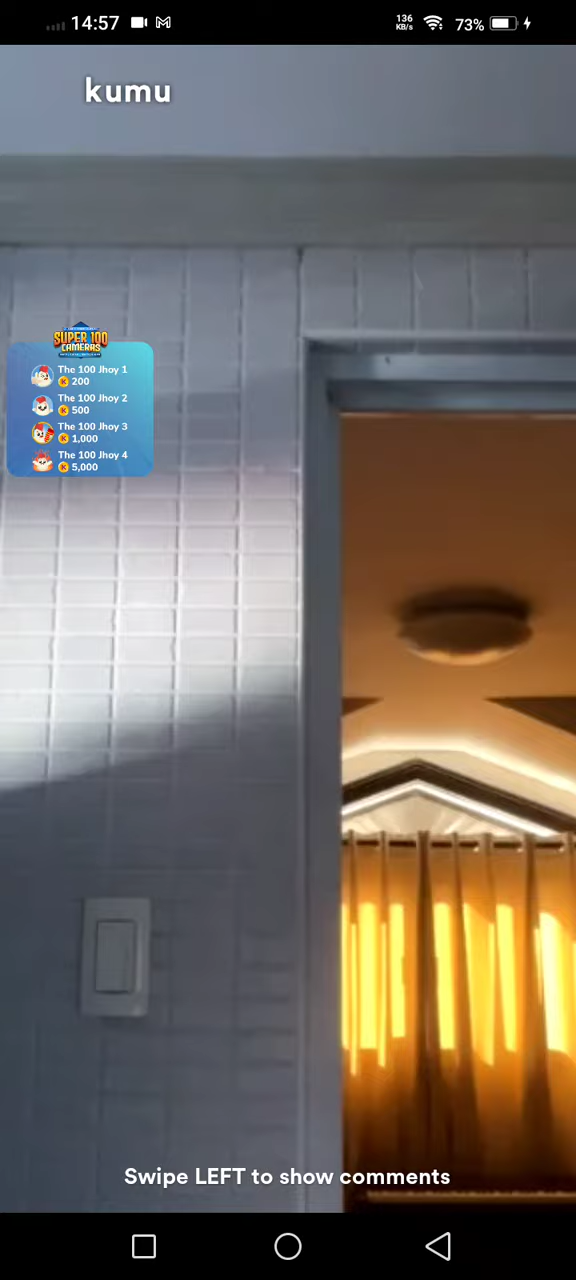 14:57
136
KB/s
73%
kumu
SUPER 100
CAMERAS
The 100 Jhoy 1
K 200
The 100 Jhoy 2
K 500
The 100 Jhoy 3
K 1,000
The 100 Jhoy 4
K 5,000
Swipe LEFT to show comments